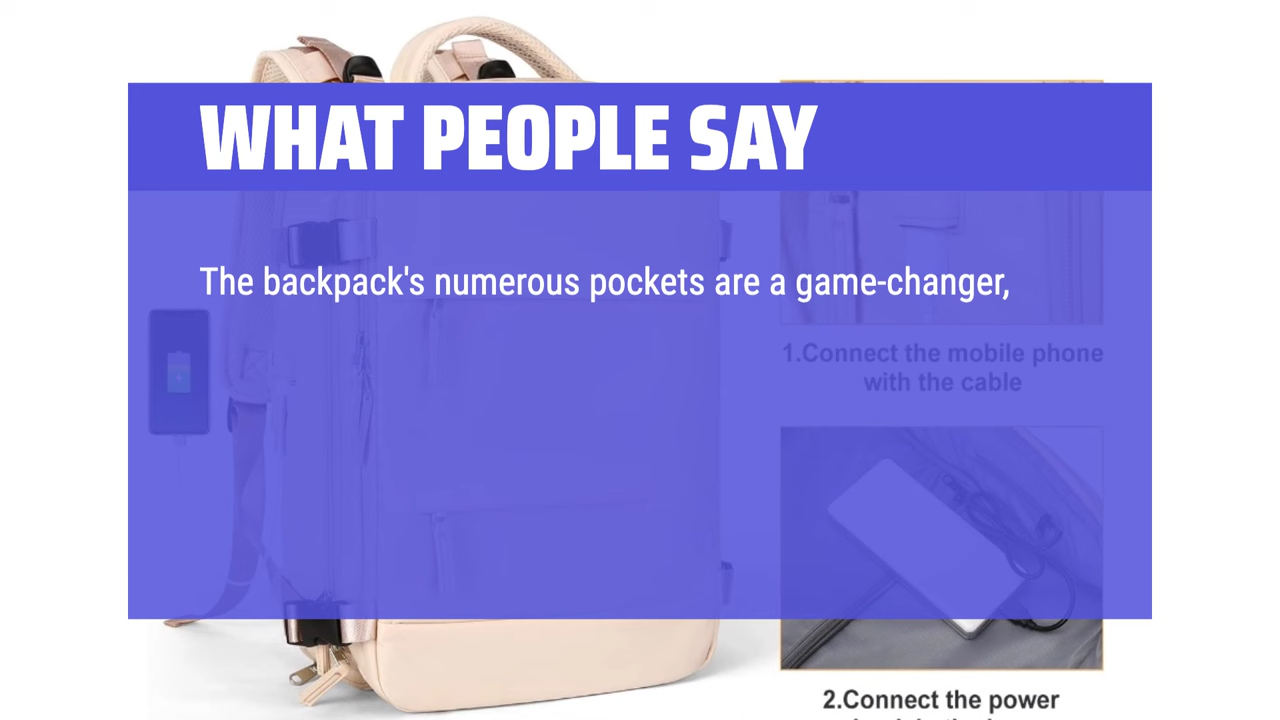 WHAT PEOPLE SAY
The backpack's numerous pockets are a game-changer,
1.Connect the mobile phone
with the cable
2.Connect the power